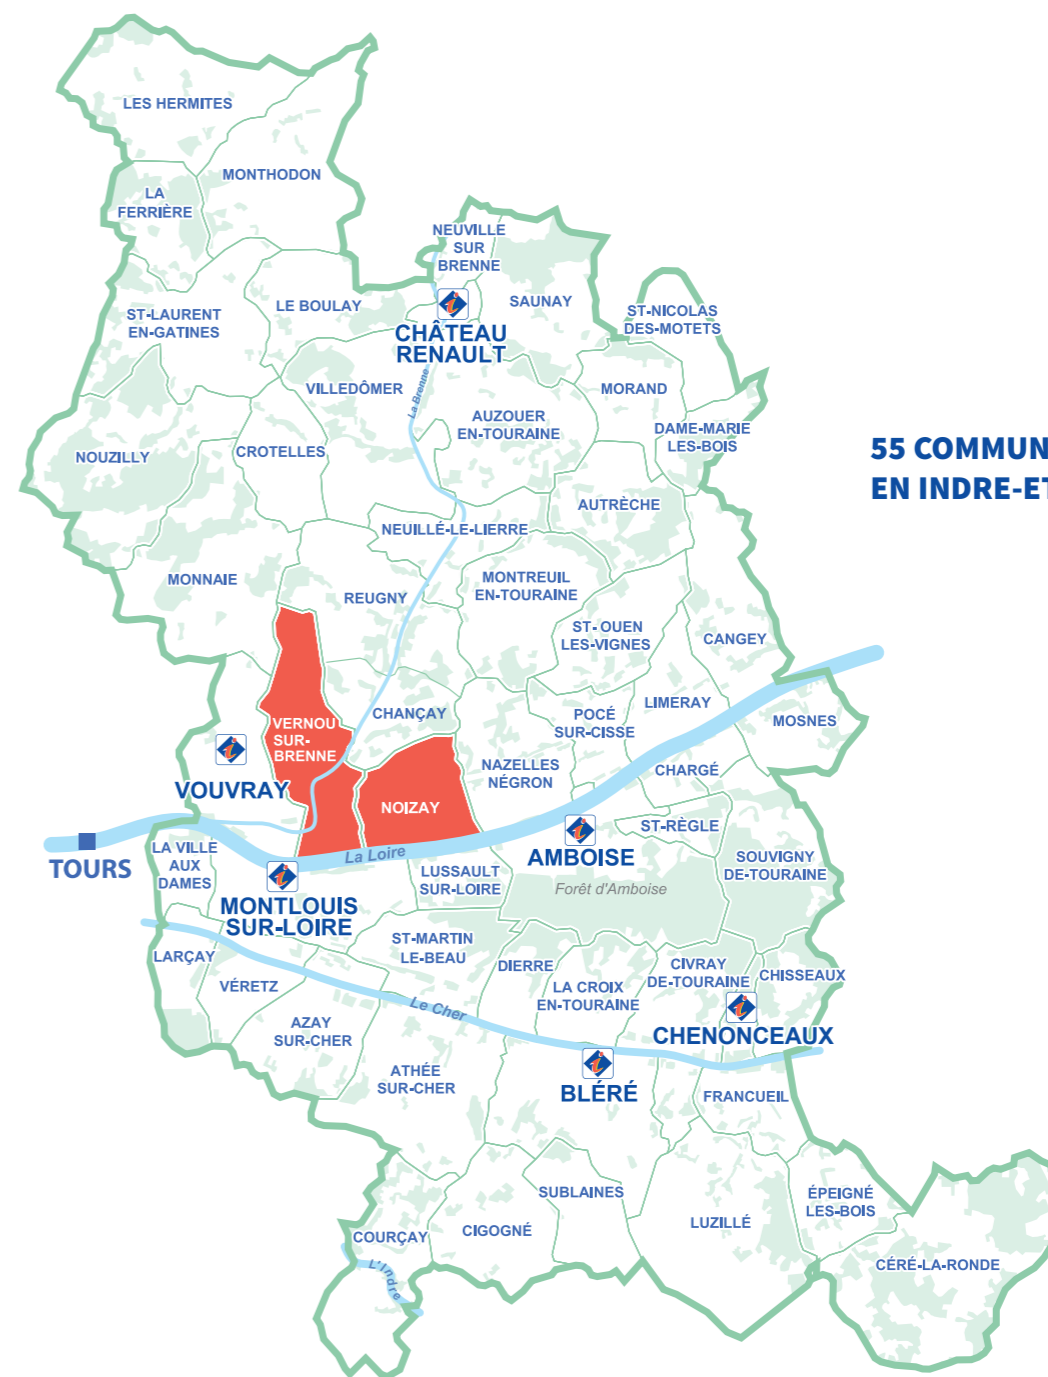 LES HERMITES
MONTHODON
LA
FERRIÈRE
NEUVILLE
SUR
BRENNE
LE BOULAY
SAUNAY
ST-NICOLAS
DES-MOTETS
ST-LAURENT
EN-GATINES
CHÂTEAU
RENAULT
La Brenne
VILLEDÔMER
MORAND
AUZOUER
EN-TOURAINE
DAME-MARIE
LES-BOIS
55 COMMUN
EN INDRE-ET
NOUZILLY
CROTELLES
AUTRÈCHE
NEUILLÉ-LE-LIERRE
MONNAIE
REUGNY
MONTREUIL
EN-TOURAINE
ST-OUEN
LES-VIGNES
CANGEY
LIMERAY
MOSNES
CHANÇAY
POCÉ
SUR-CISSE
VERNOU
SUR-
BRENNE
NAZELLES
NÉGRON
CHARGÉ
VOUVRAY
NOIZAY
ST-RÈGLE
TOURS
LA VILLE
AUX
DAMES
La Loire
AMBOISE
SOUVIGNY
DE-TOURAINE
LUSSAULT
SUR-LOIRE
Forêt d'Amboise
MONTLOUIS
SUR-LOIRE
ST-MARTIN
LE-BEAU
LARÇAY
VÉRETZ
DIERRE
LA CROIX
EN-TOURAINE
CIVRAY
DE-TOURAINE
CHISSEAUX
Le Cher
AZAY
SUR-CHER
CHENONCEAUX
ATHÉE
SUR-CHER
BLÉRÉ
FRANCUEIL
SUBLAINES
ÉPEIGNÉ
LES-BOIS
COURÇAY
CIGOGNÉ
LUZILLÉ
L'Indre
CÉRÉ-LA-RONDE